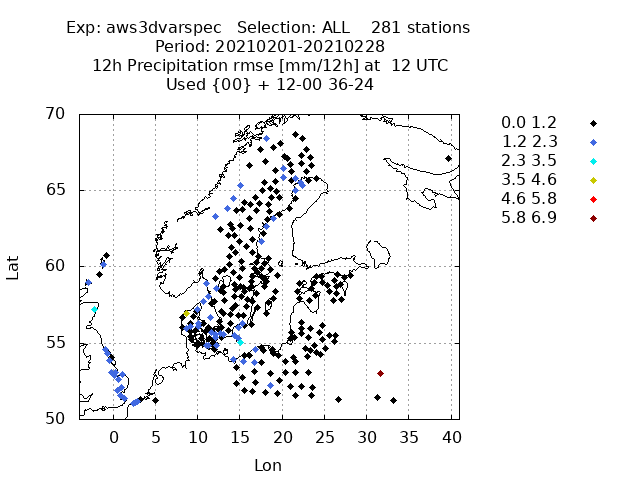 Exp: aws3dvarspec   Selection: ALL    281 stations
Period: 20210201-20210228
12h Precipitation rmse [mm/12h] at  12 UTC
Used {00} + 12-00 36-24
70
65
60
55
50
Lat
0 5 10 15 20 25 30 35 40
Lon
0.0 1.2
1.2 2.3
2.3 3.5
3.5 4.6
4.6 5.8
5.8 6.9